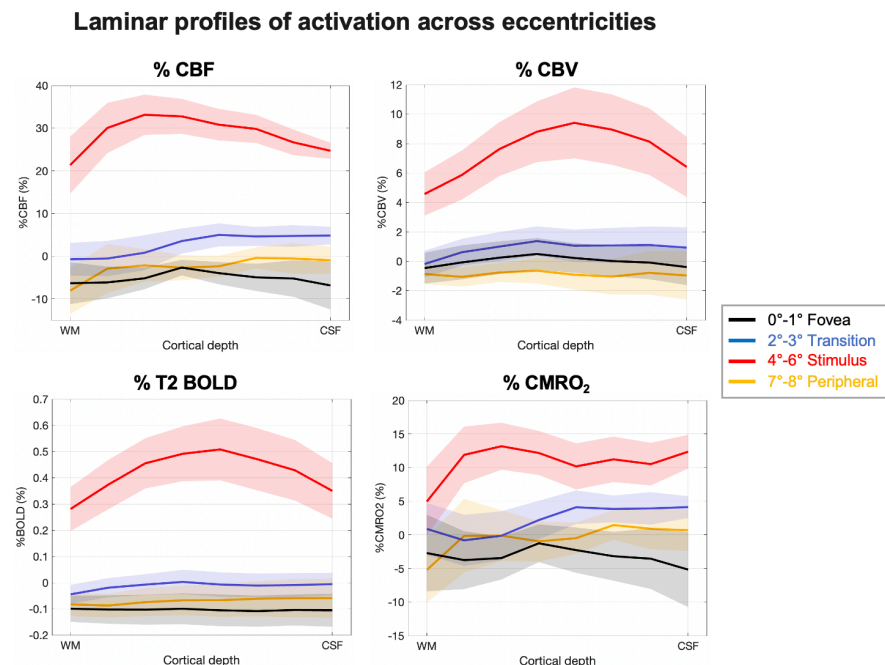 Laminar profiles of activation across eccentricities
% CBF
40
30
20
10
0
-10
%CBF (%)
WM
CSF
Cortical depth
% CBV
12
10
8
6
4
2
0
-2
-4
%CBV (%)
WM
CSF
Cortical depth
0°-1° Fovea
2°-3° Transition
4°-6° Stimulus
7°-8° Peripheral
% T2 BOLD
0.7
0.6
0.5
0.4
0.3
0.2
0.1
0
-0.1
-0.2
%BOLD (%)
WM
CSF
Cortical depth
% CMRO₂
20
15
10
5
0
-5
-10
-15
%CMRO2 (%)
WM
CSF
Cortical depth